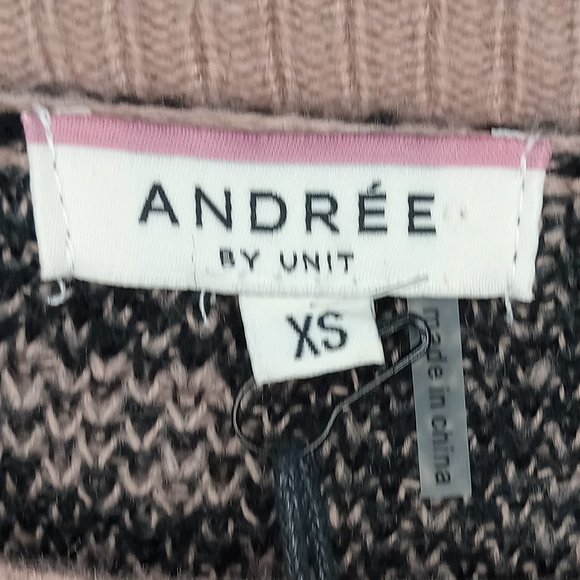 ANDRÉE
BY UNIT
XS
made in china